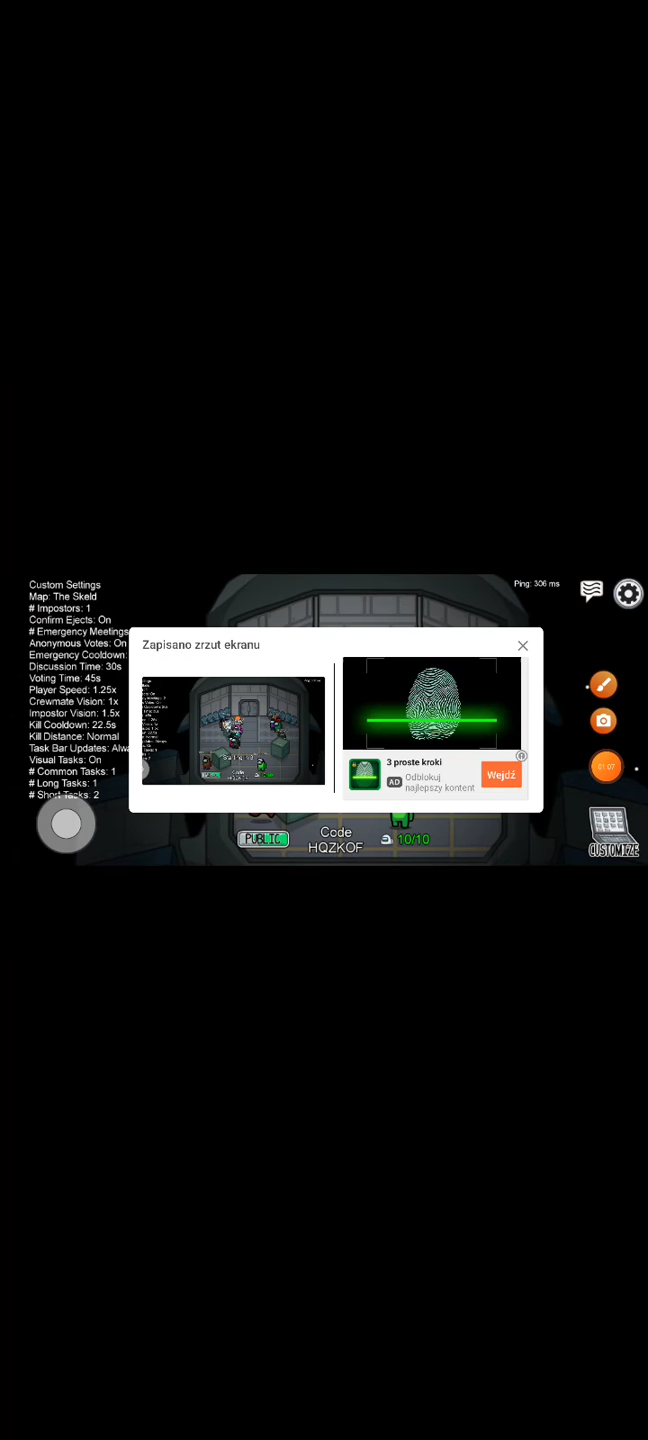 Custom Settings
Map: The Skeld
# Impostors: 1
Confirm Ejects: On
# Emergency Meetings
Anonymous Votes: On
Emergency Cooldown:
Discussion Time: 30s
Voting Time: 45s
Player Speed: 1.25x
Crewmate Vision: 1x
Impostor Vision: 1.5x
Kill Cooldown: 22.5s
Kill Distance: Normal
Task Bar Updates: Alwa
Visual Tasks: On
# Common Tasks: 1
# Long Tasks: 1
# Short Tasks: 2
Ping: 306 ms
Zapisano zrzut ekranu
3 proste kroki
AD Odblokuj
najlepszy kontent
Wejdź
01:07
PUBLIC
Code
HQZKOF
10/10
CUSTOMIZE